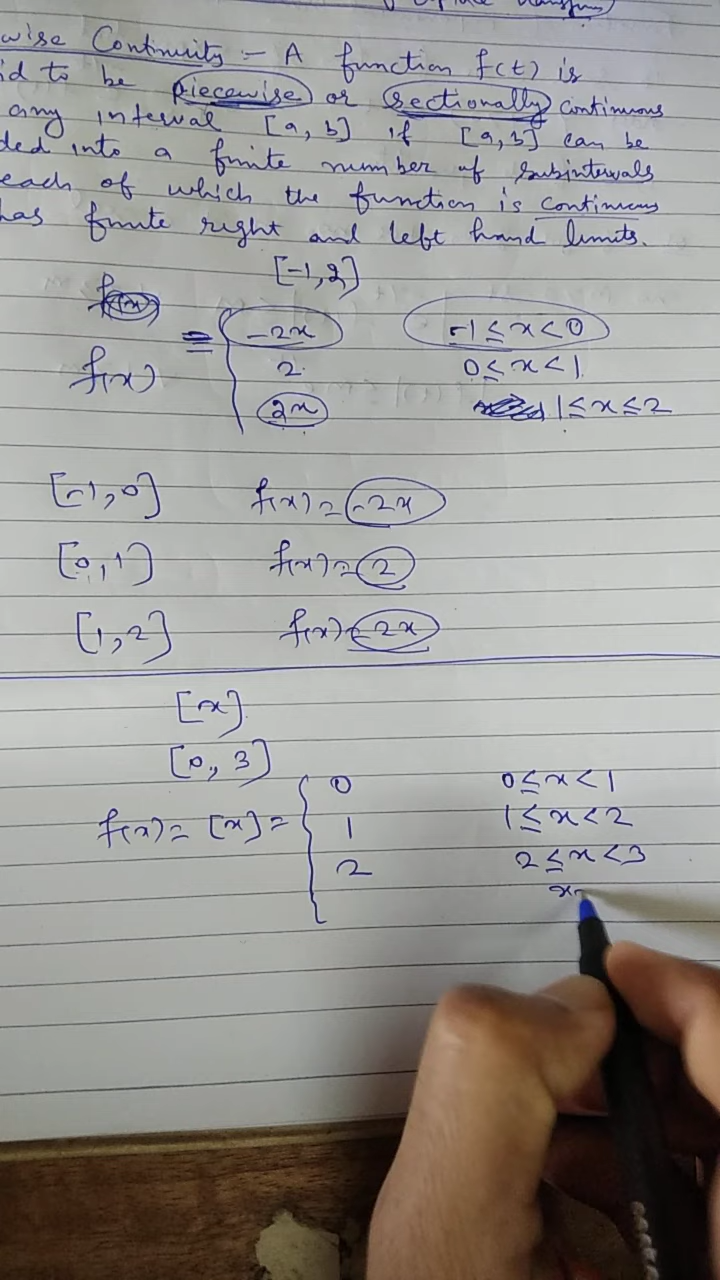 Laplace Transform
wise Continuity - A function f(t) is
id to be piecewise or sectionally continuous
any interval [a, b] if [a, b] can be
ded into a finite number of subintervals
each of which the function is continuous
has finite right and left hand limits.
[-1, 2]
f(x)
f(x) = { -2x -1 ≤ x < 0
2 0 ≤ x < 1
2x 1 ≤ x ≤ 2
[-1, 0] f(x) = -2x
[0, 1] f(x) = 2
[1, 2] f(x) = 2x
[x]
[0, 3]
f(x) = [x] = { 0 0 ≤ x < 1
1 1 ≤ x < 2
2 2 ≤ x < 3
x